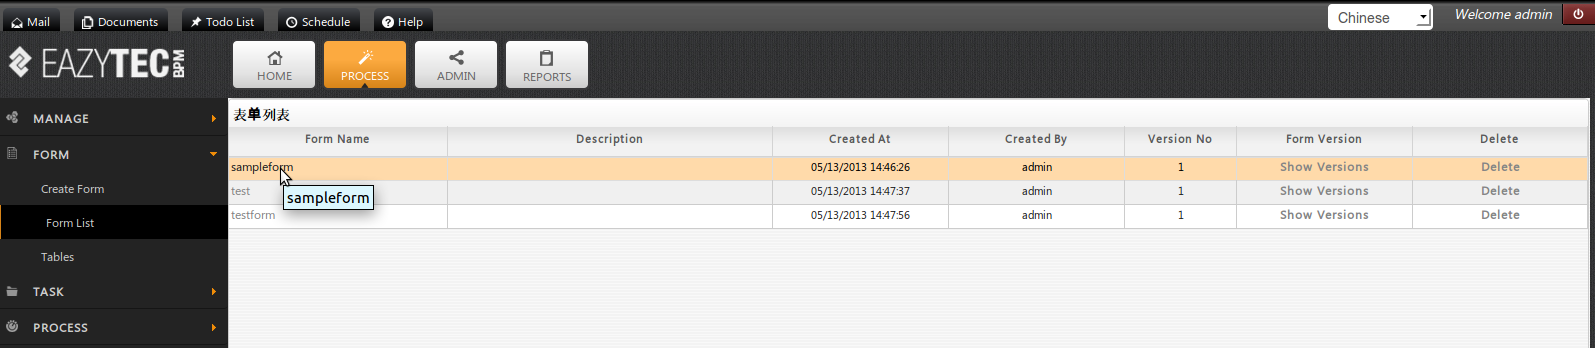 Mail Documents Todo List Schedule Help Chinese Welcome admin
EAZYTEC BPM HOME PROCESS ADMIN REPORTS
MANAGE
FORM
Create Form
Form List
Tables
TASK
PROCESS
表单列表
Form Name Description Created At Created By Version No Form Version Delete
sampleform 05/13/2013 14:46:26 admin 1 Show Versions Delete
test 05/13/2013 14:47:37 admin 1 Show Versions Delete
sampleform
testform 05/13/2013 14:47:56 admin 1 Show Versions Delete